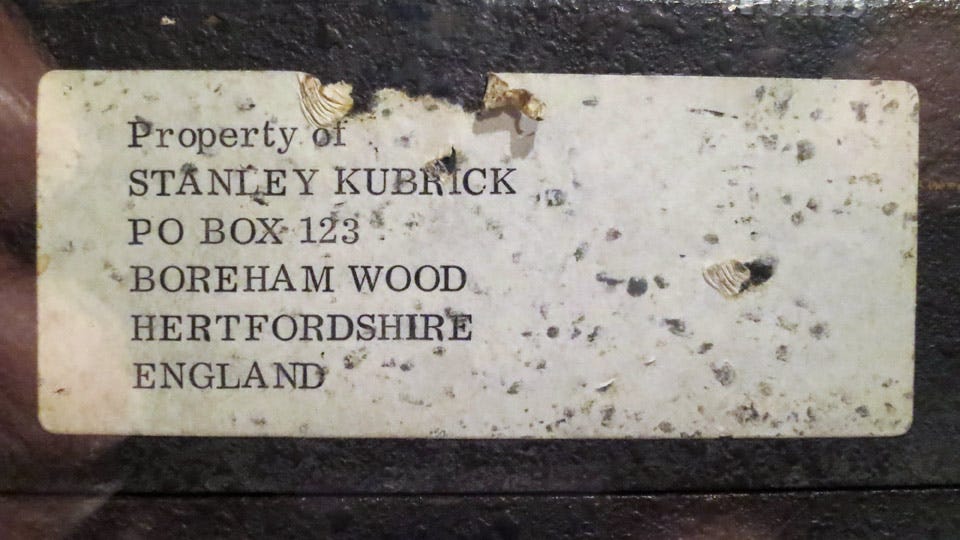 Property of
STANLEY KUBRICK
PO BOX 123
BOREHAM WOOD
HERTFORDSHIRE
ENGLAND